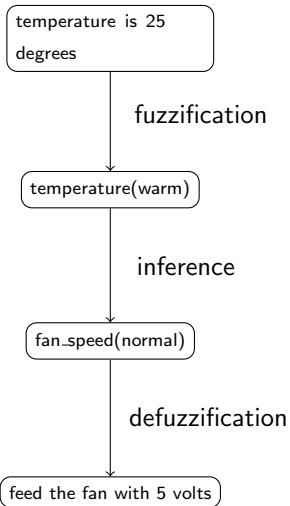 temperature is 25
degrees
fuzzification
temperature(warm)
inference
fan_speed(normal)
defuzzification
feed the fan with 5 volts